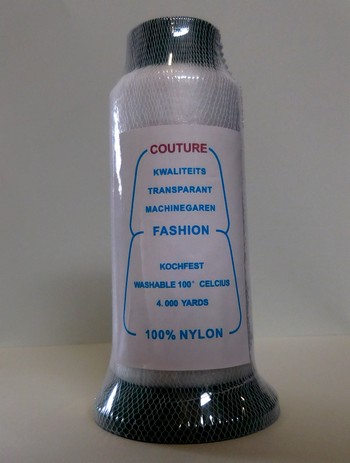 COUTURE
KWALITEITS
TRANSPARANT
MACHINEGAREN
FASHION
KOCHFEST
WASHABLE 100° CELCIUS
4.000 YARDS
100% NYLON